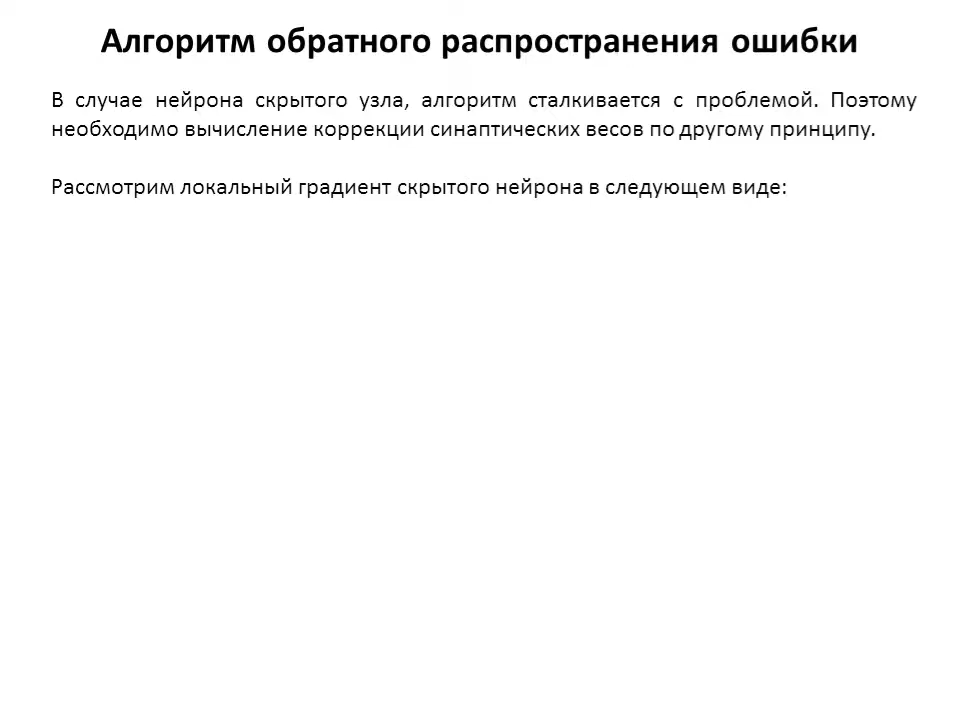 Алгоритм обратного распространения ошибки
В случае нейрона скрытого узла, алгоритм сталкивается с проблемой. Поэтому
необходимо вычисление коррекции синаптических весов по другому принципу.
Рассмотрим локальный градиент скрытого нейрона в следующем виде: